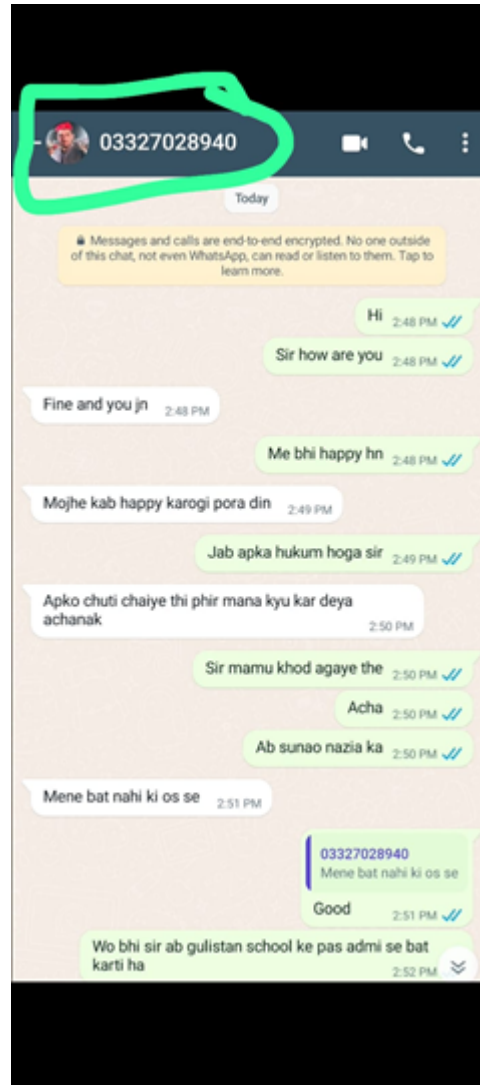 03327028940
Today
Messages and calls are end-to-end encrypted. No one outside
of this chat, not even WhatsApp, can read or listen to them. Tap to
learn more.
Hi 2:48 PM
Sir how are you 2:48 PM
Fine and you jn 2:48 PM
Me bhi happy hn 2:48 PM
Mojhe kab happy karogi pora din 2:49 PM
Jab apka hukum hoga sir 2:49 PM
Apko chuti chaiye thi phir mana kyu kar deya
achanak
2:50 PM
Sir mamu khod agaye the 2:50 PM
Acha 2:50 PM
Ab sunao nazia ka 2:50 PM
Mene bat nahi ki os se 2:51 PM
03327028940
Mene bat nahi ki os se
Good 2:51 PM
Wo bhi sir ab gulistan school ke pas admi se bat
karti ha
2:52 PM